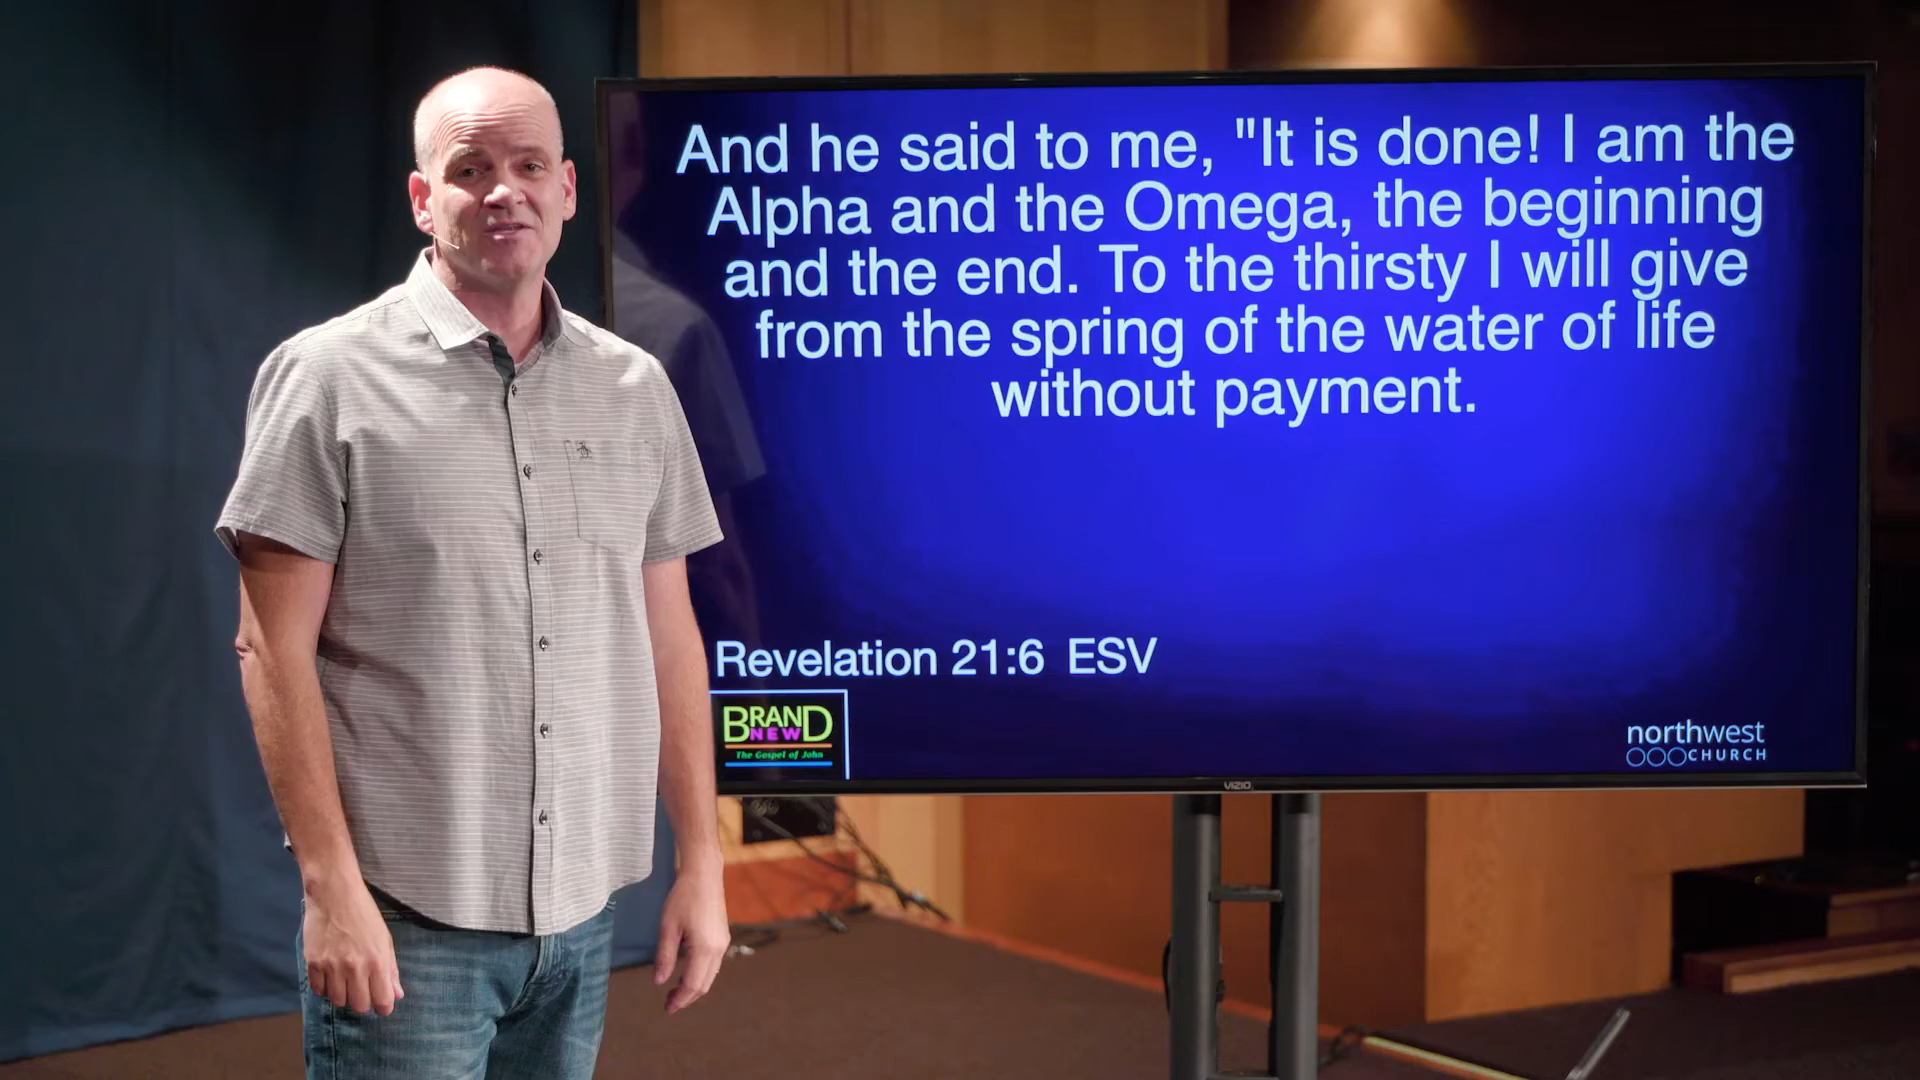 And he said to me, "It is done! I am the
Alpha and the Omega, the beginning
and the end. To the thirsty I will give
from the spring of the water of life
without payment.
Revelation 21:6 ESV
BRAND
NEW
The Gospel of John
northwest
CHURCH
VIZIO